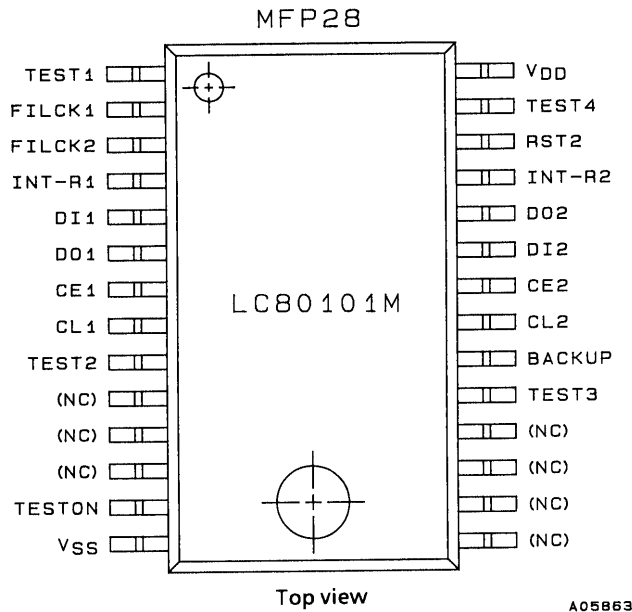 MFP28
TEST1
FILCK1
FILCK2
INT-R1
DI1
DO1
CE1
CL1
TEST2
(NC)
(NC)
(NC)
TESTON
VSS
LC80101M
VDD
TEST4
RST2
INT-R2
DO2
DI2
CE2
CL2
BACKUP
TEST3
(NC)
(NC)
(NC)
(NC)
Top view
A05863